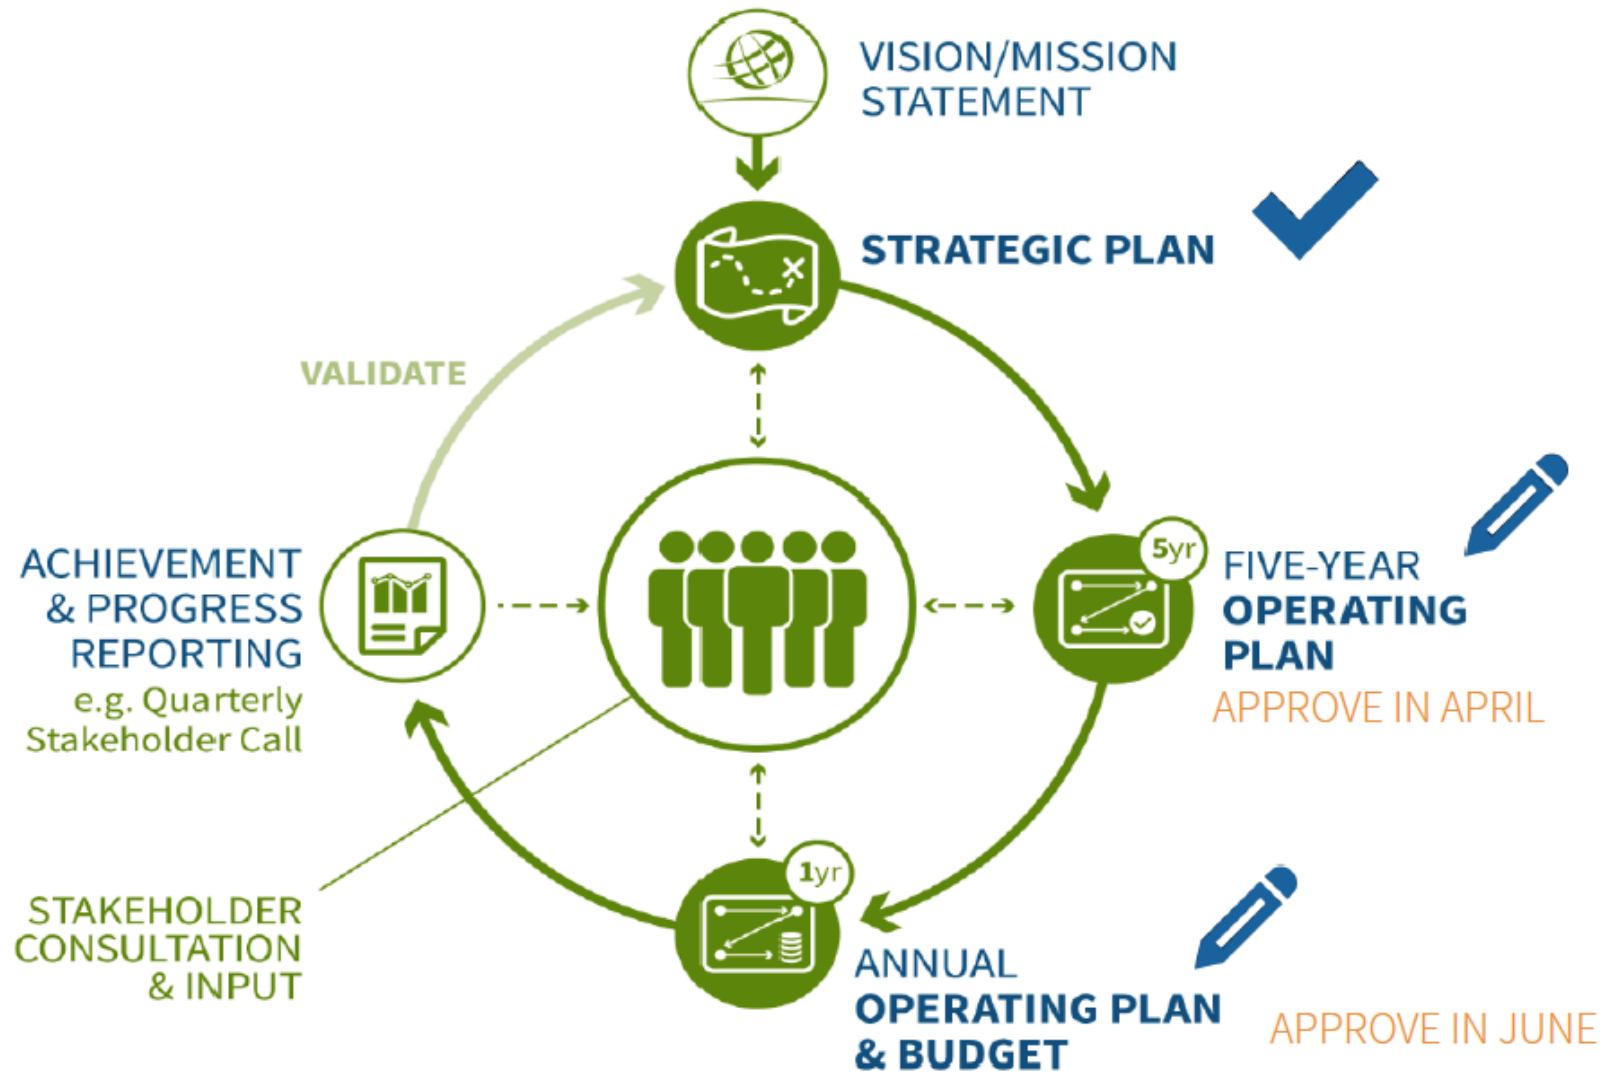 VISION/MISSION
STATEMENT
STRATEGIC PLAN
VALIDATE
5yr
FIVE-YEAR
OPERATING
PLAN
APPROVE IN APRIL
ACHIEVEMENT
& PROGRESS
REPORTING
e.g. Quarterly
Stakeholder Call
1yr
STAKEHOLDER
CONSULTATION
& INPUT
ANNUAL
OPERATING PLAN
& BUDGET
APPROVE IN JUNE